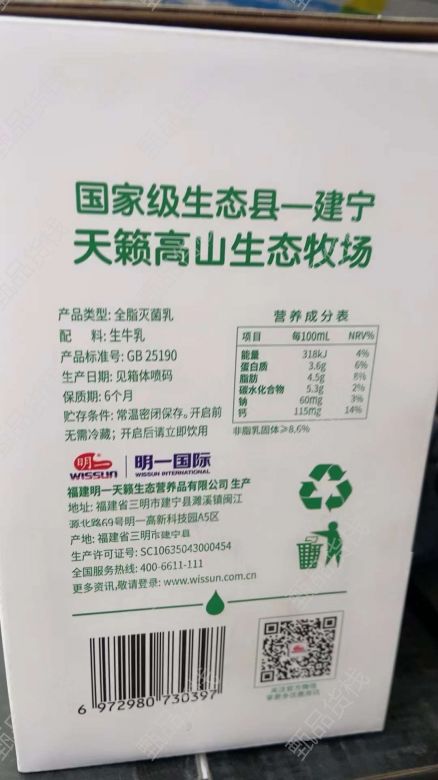 国家级生态县一建宁
天籁高山生态牧场
产品类型: 全脂灭菌乳
配 料: 生牛乳
产品标准号: GB 25190
生产日期: 见箱体喷码
保质期: 6个月
贮存条件: 常温密闭保存。开启前
无需冷藏；开启后请立即饮用
营养成分表
项目 每100mL NRV%
能量 318kJ 4%
蛋白质 3.6g 6%
脂肪 4.5g 8%
碳水化合物 5.3g 2%
钠 60mg 3%
钙 115mg 14%
非脂乳固体≥8.6%
明一 WISSUN 明一国际
WISSUN INTERNATIONAL
福建明一天籁生态营养品有限公司 生产
地址: 福建省三明市建宁县濉溪镇闽江
源北路69号明一高新科技园A5区
产地: 福建省三明市建宁县
生产许可证号: SC10635043000454
全国服务热线: 400-6611-111
更多资讯,敬请登录: www.wissun.com.cn
6 972980 730397
关注官方微信
甄品货栈